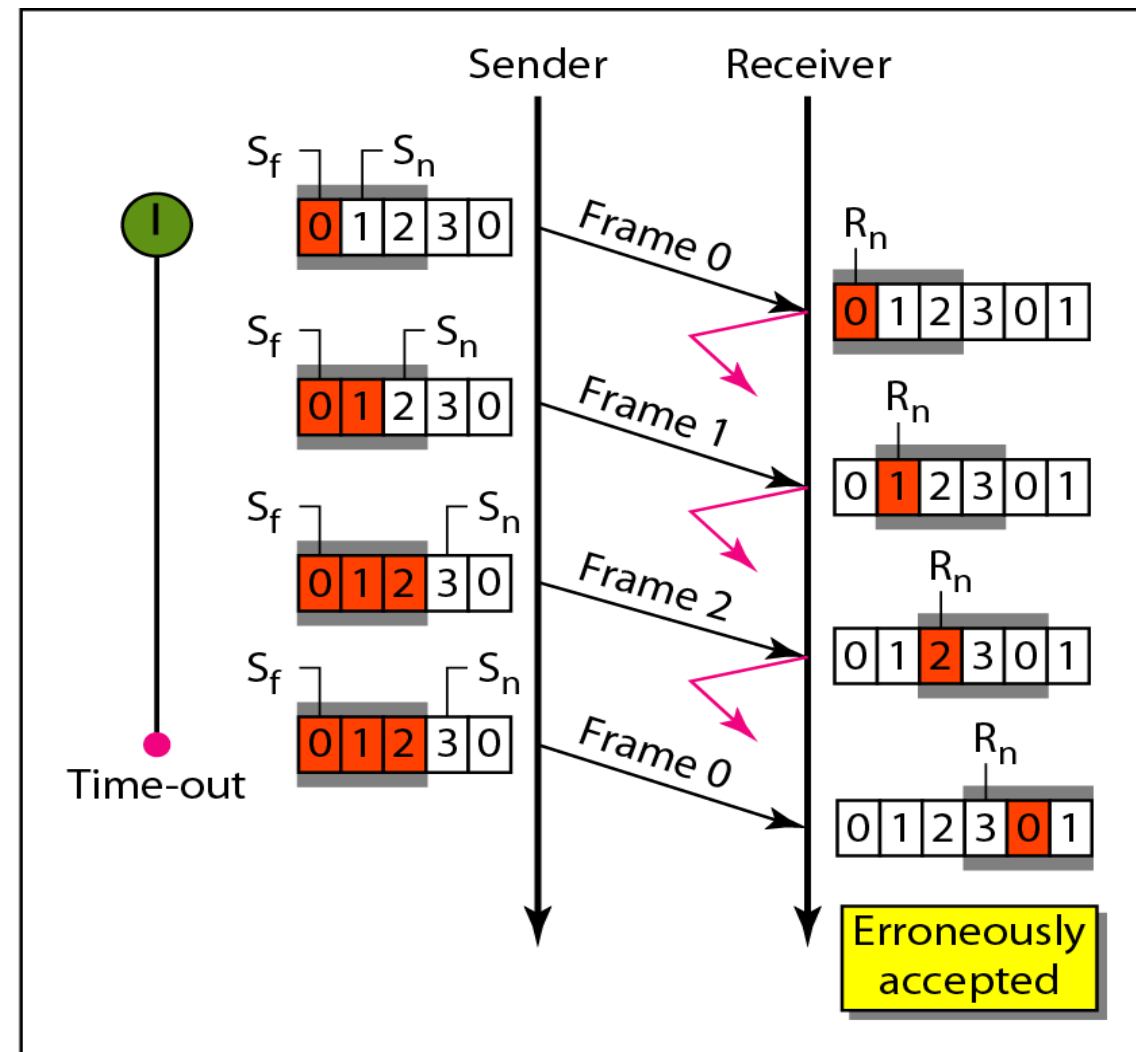 Sender Receiver
Sf Sn
I
0 1 2 3 0
Frame 0
Rn
0 1 2 3 0 1
Sf Sn
0 1 2 3 0
Frame 1
Rn
0 1 2 3 0 1
Sf Sn
0 1 2 3 0
Frame 2
Rn
0 1 2 3 0 1
Sf Sn
0 1 2 3 0
Frame 0
Time-out
Rn
0 1 2 3 0 1
Erroneously
accepted